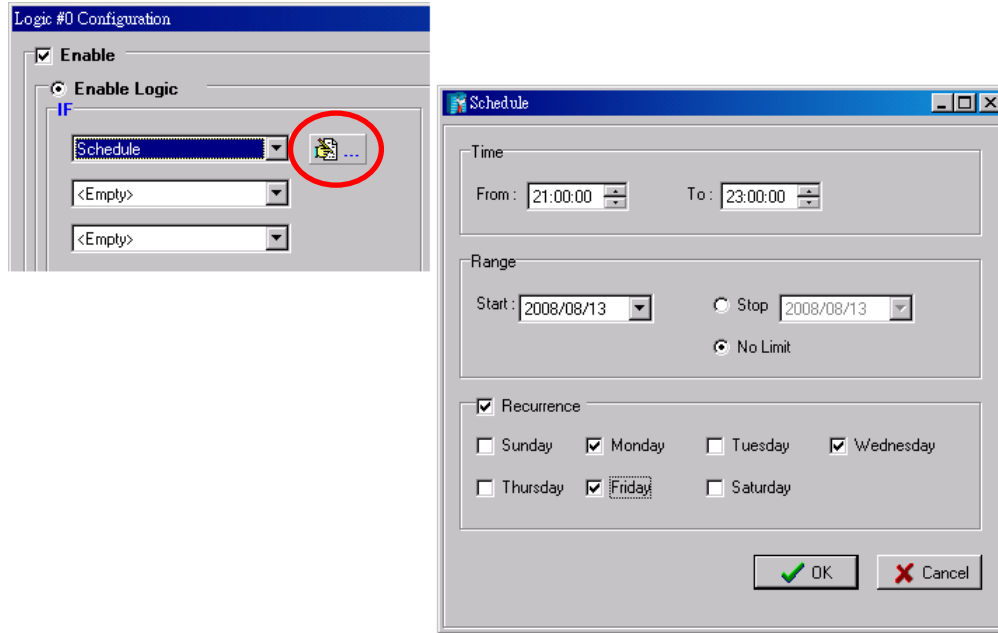 Logic #0 Configuration
Enable
Enable Logic
IF
Schedule
...
<Empty>
<Empty>
Schedule
Time
From : 21:00:00 To : 23:00:00
Range
Start : 2008/08/13 Stop 2008/08/13
No Limit
Recurrence
Sunday Monday Tuesday Wednesday
Thursday Friday Saturday
OK Cancel